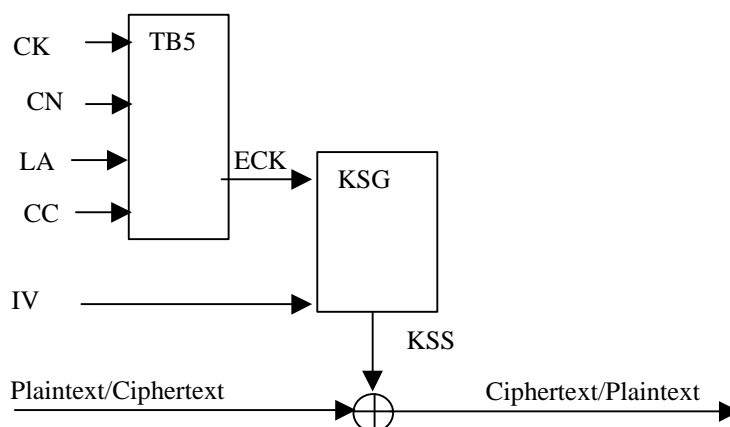 CK
TB5
CN
LA
ECK
KSG
CC
IV
KSS
Plaintext/Ciphertext
Ciphertext/Plaintext